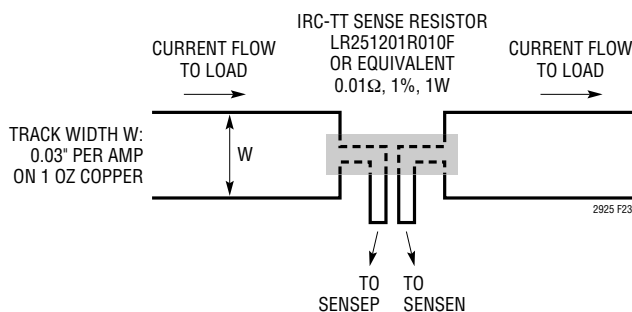 IRC-TT SENSE RESISTOR
LR251201R010F
OR EQUIVALENT
0.01Ω, 1%, 1W
CURRENT FLOW
TO LOAD
CURRENT FLOW
TO LOAD
TRACK WIDTH W:
0.03" PER AMP
ON 1 OZ COPPER
W
2925 F23
TO
SENSEP
TO
SENSEN